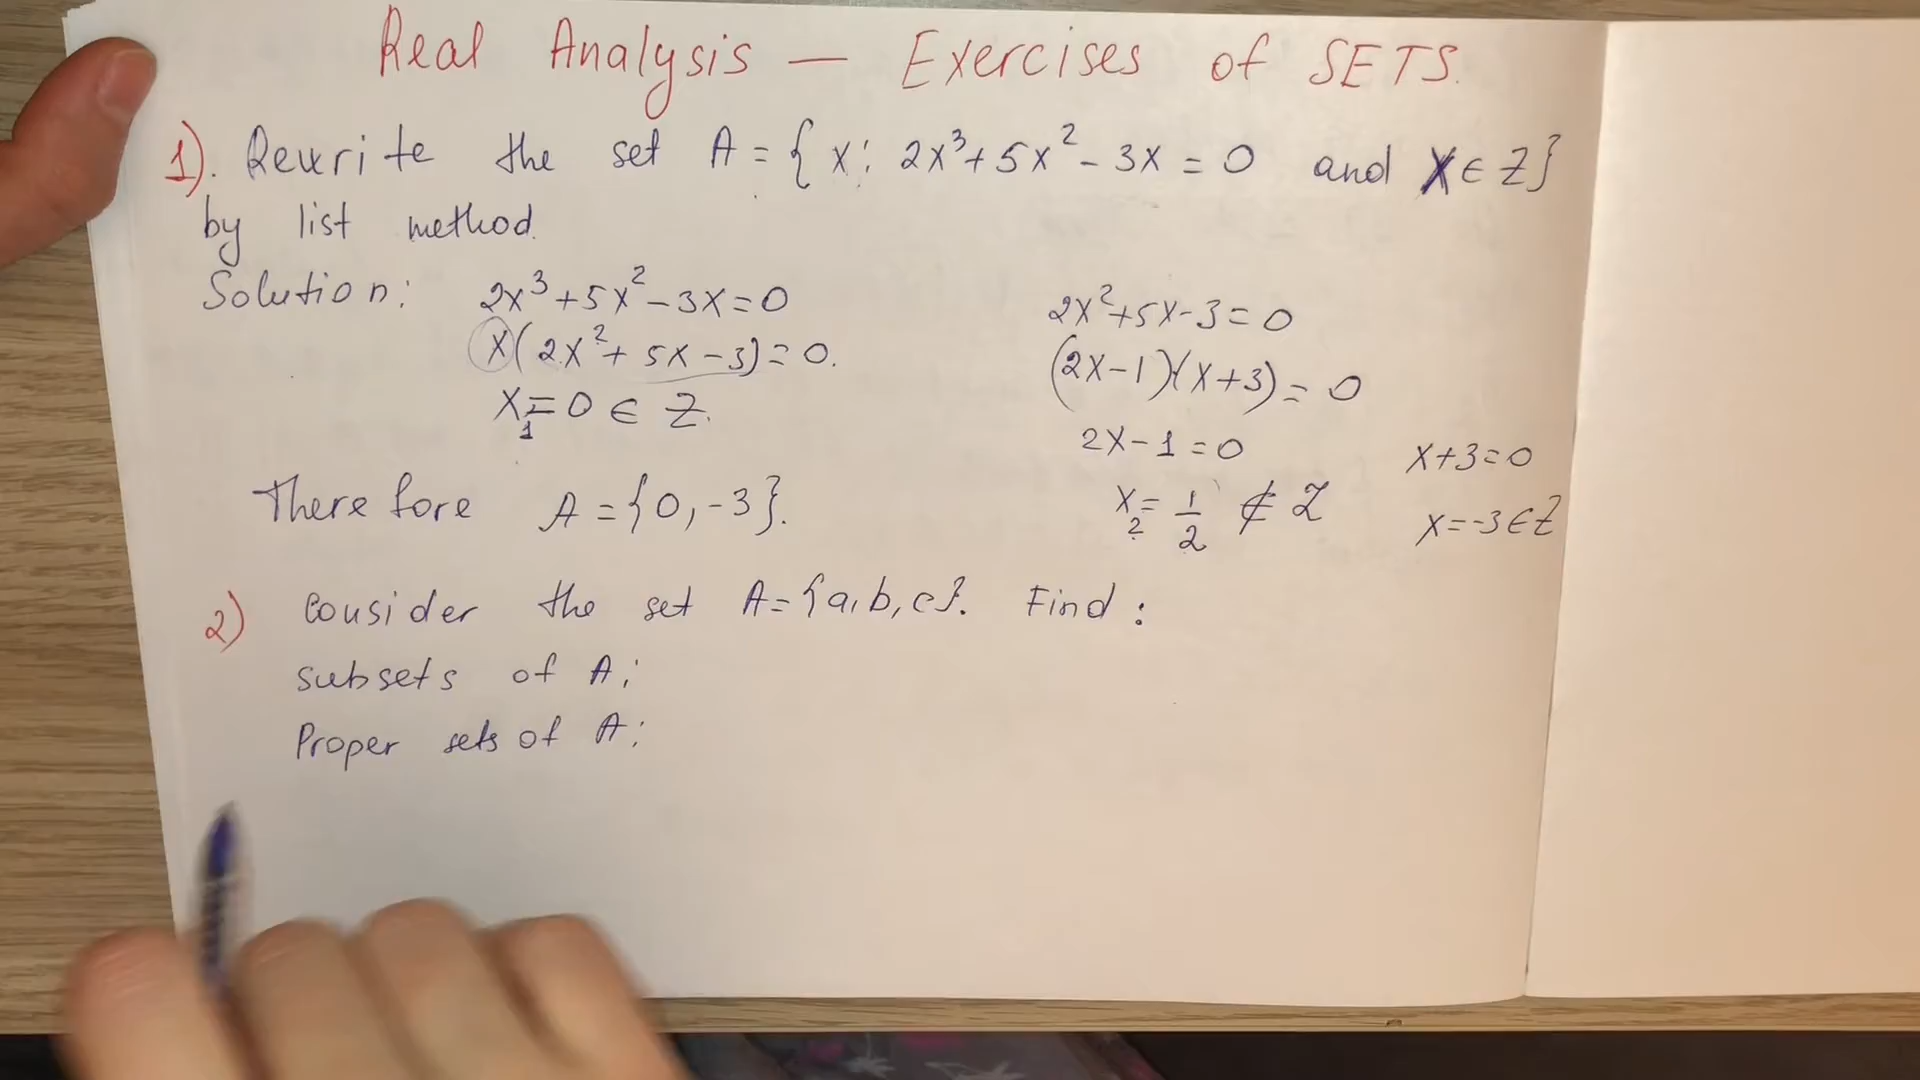 Real Analysis — Exercises of SETS.
1). Rewrite the set A = { x : 2x³ + 5x² - 3x = 0 and x ∈ Z }
by list method.
Solution: 2x³ + 5x² - 3x = 0
x(2x² + 5x - 3) = 0.
x₁ = 0 ∈ Z.
2x² + 5x - 3 = 0
(2x - 1)(x + 3) = 0
2x - 1 = 0
x₂ = 1/2 ∉ Z
x + 3 = 0
x = -3 ∈ Z
Therefore A = {0, -3}.
2) Consider the set A = {a, b, c}. Find :
subsets of A;
Proper sets of A;